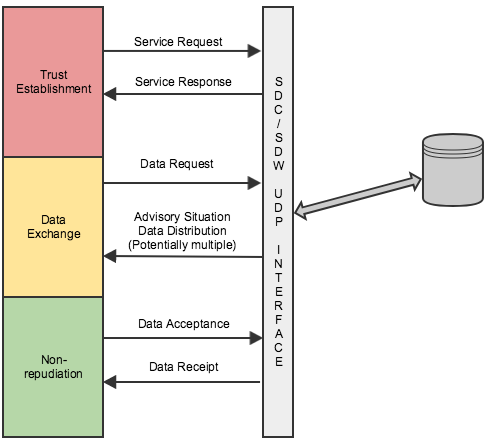 Trust
Establishment
Service Request
Service Response
Data
Exchange
Data Request
Advisory Situation
Data Distribution
(Potentially multiple)
Non-
repudiation
Data Acceptance
Data Receipt
SDC/SDW UDP INTERFACE